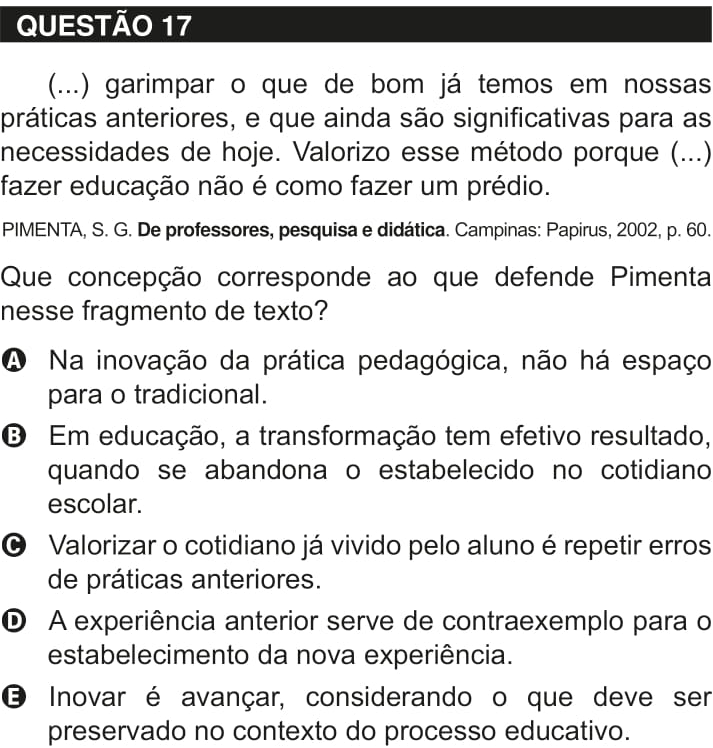 QUESTÃO 17
(...) garimpar o que de bom já temos em nossas
práticas anteriores, e que ainda são significativas para as
necessidades de hoje. Valorizo esse método porque (...)
fazer educação não é como fazer um prédio.
PIMENTA, S. G. De professores, pesquisa e didática. Campinas: Papirus, 2002, p. 60.
Que concepção corresponde ao que defende Pimenta
nesse fragmento de texto?
A Na inovação da prática pedagógica, não há espaço
para o tradicional.
B Em educação, a transformação tem efetivo resultado,
quando se abandona o estabelecido no cotidiano
escolar.
C Valorizar o cotidiano já vivido pelo aluno é repetir erros
de práticas anteriores.
D A experiência anterior serve de contraexemplo para o
estabelecimento da nova experiência.
E Inovar é avançar, considerando o que deve ser
preservado no contexto do processo educativo.